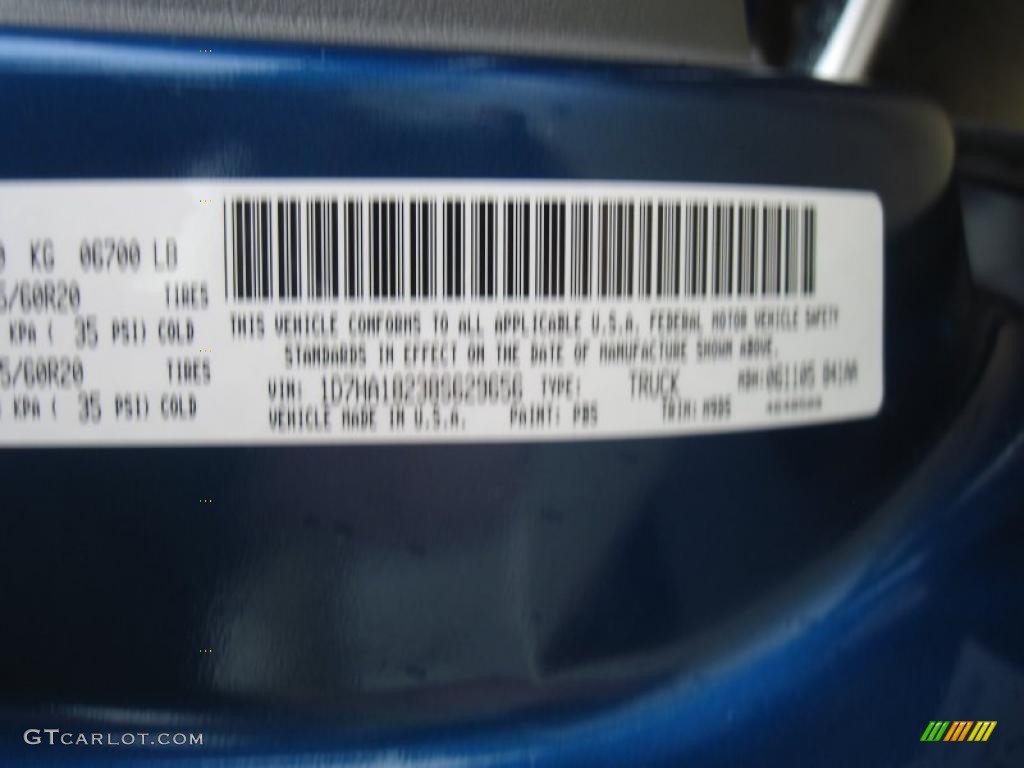 KG 06700 LB
5/60R20 TIRES
KPA ( 35 PSI) COLD
5/60R20 TIRES
KPA ( 35 PSI) COLD
THIS VEHICLE CONFORMS TO ALL APPLICABLE U.S.A. FEDERAL MOTOR VEHICLE SAFETY
STANDARDS IN EFFECT ON THE DATE OF MANUFACTURE SHOWN ABOVE.
VIN: TYPE: TRUCK
VEHICLE MADE IN U.S.A. PAINT: PBS TRIM:
GTCARLOT.COM